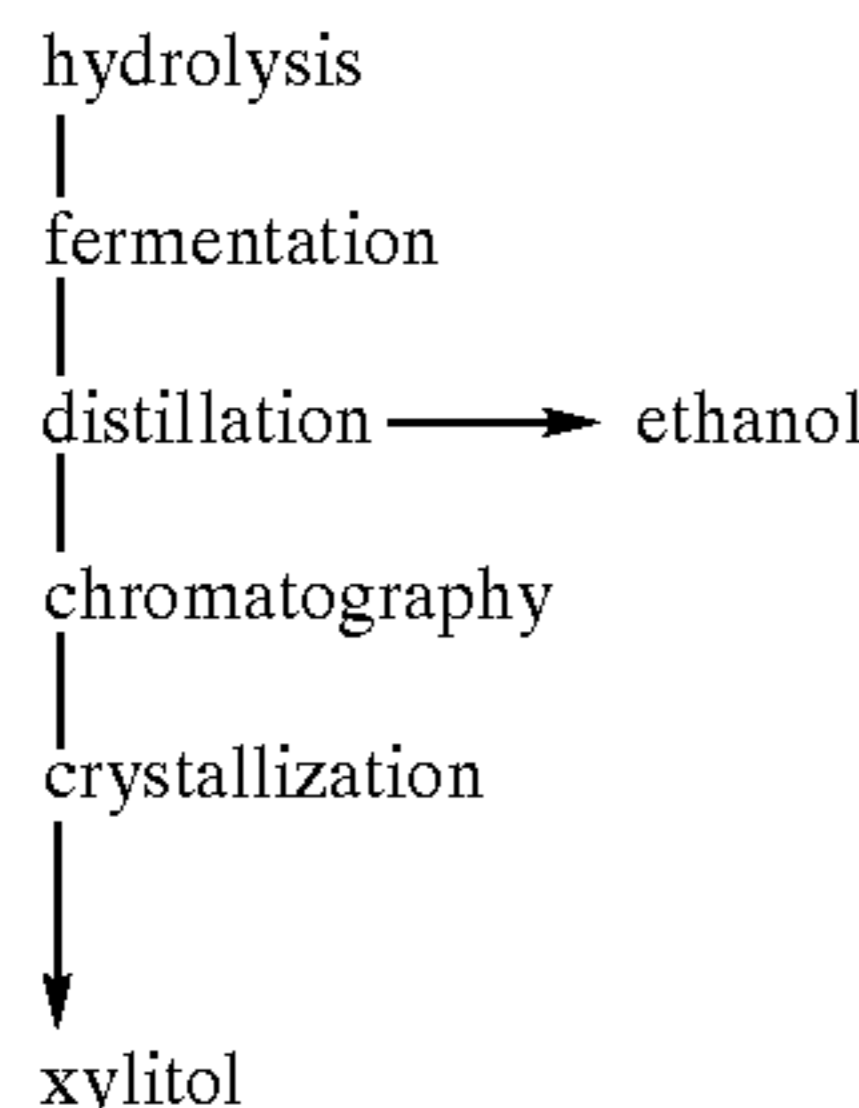 hydrolysis
fermentation
distillation ethanol
chromatography
crystallization
xylitol